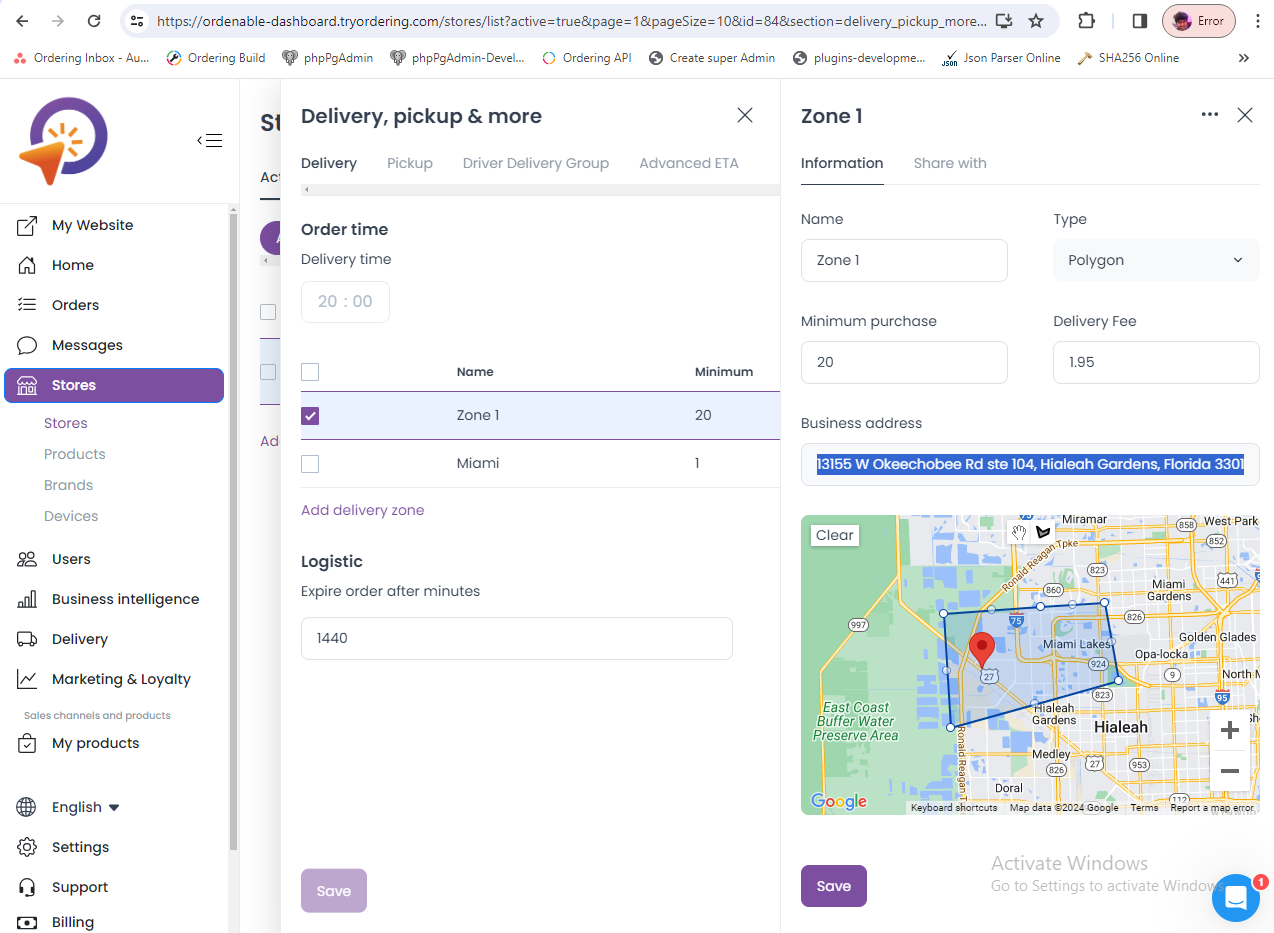 https://ordenable-dashboard.tryordering.com/stores/list?active=true&page=1&pageSize=10&id=84&section=delivery_pickup_more...
Error
Ordering Inbox - Au...
Ordering Build
phpPgAdmin
phpPgAdmin-Devel...
Ordering API
Create super Admin
plugins-developme...
Json Parser Online
SHA256 Online
My Website
Home
Orders
Messages
Stores
Stores
Products
Brands
Devices
Users
Business intelligence
Delivery
Marketing & Loyalty
Sales channels and products
My products
English
Settings
Support
Billing
Delivery, pickup & more
Delivery
Pickup
Driver Delivery Group
Advanced ETA
Order time
Delivery time
20 : 00
Name
Minimum
Zone 1
20
Miami
1
Add delivery zone
Logistic
Expire order after minutes
1440
Save
Zone 1
Information
Share with
Name
Type
Zone 1
Polygon
Minimum purchase
Delivery Fee
20
1.95
Business address
13155 W Okeechobee Rd ste 104, Hialeah Gardens, Florida 3301
Clear
Miramar
858
West Park
852
Ronald Reagan Tpke
823
441
Miami
Gardens
860
997
75
826
Golden Glades
Miami Lakes
Opa-locka
924
27
9
North M
823
95
East Coast
Buffer Water
Preserve Area
Hialeah
Gardens
Hialeah
Ronald Reagan T
Medley
826
27
953
Doral
112
Google
Keyboard shortcuts
Map data ©2024 Google
Terms
Report a map error
Save
Activate Windows
Go to Settings to activate Windows
1